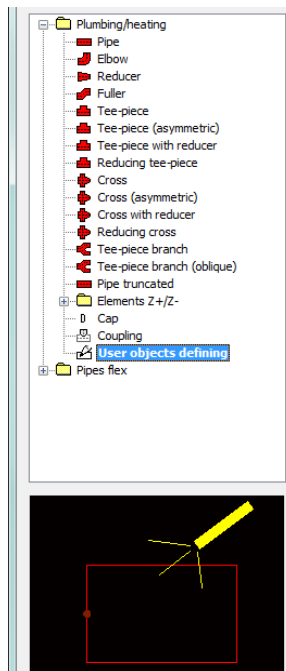 Plumbing/heating
Pipe
Elbow
Reducer
Fuller
Tee-piece
Tee-piece (asymmetric)
Tee-piece with reducer
Reducing tee-piece
Cross
Cross (asymmetric)
Cross with reducer
Reducing cross
Tee-piece branch
Tee-piece branch (oblique)
Pipe truncated
Elements Z+/Z-
Cap
Coupling
User objects defining
Pipes flex